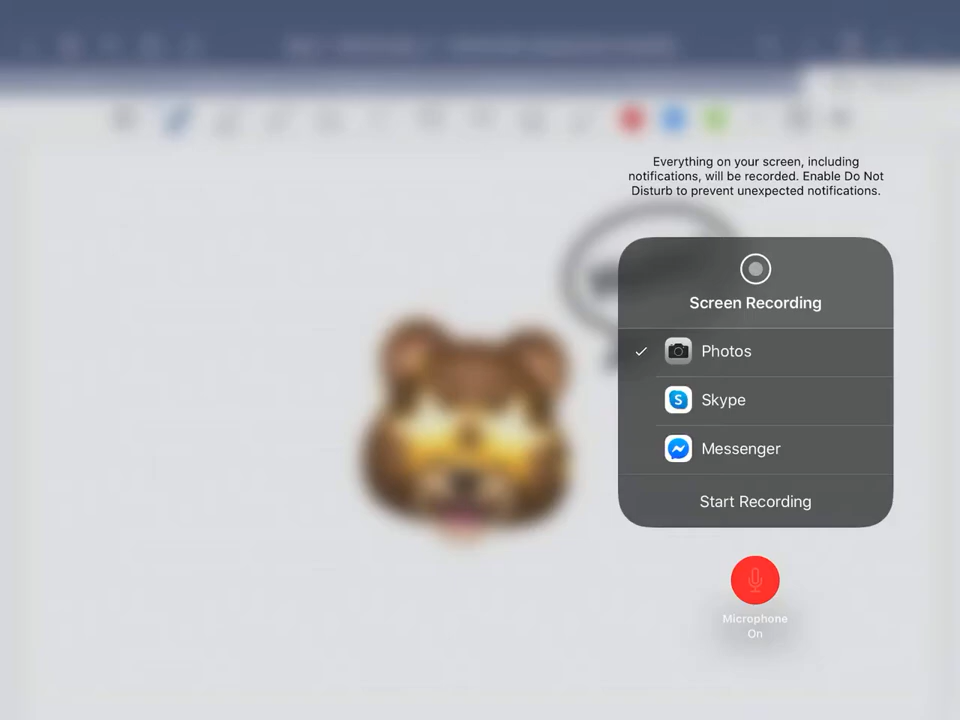 Everything on your screen, including
notifications, will be recorded. Enable Do Not
Disturb to prevent unexpected notifications.
Screen Recording
Photos
Skype
Messenger
Start Recording
Microphone
On